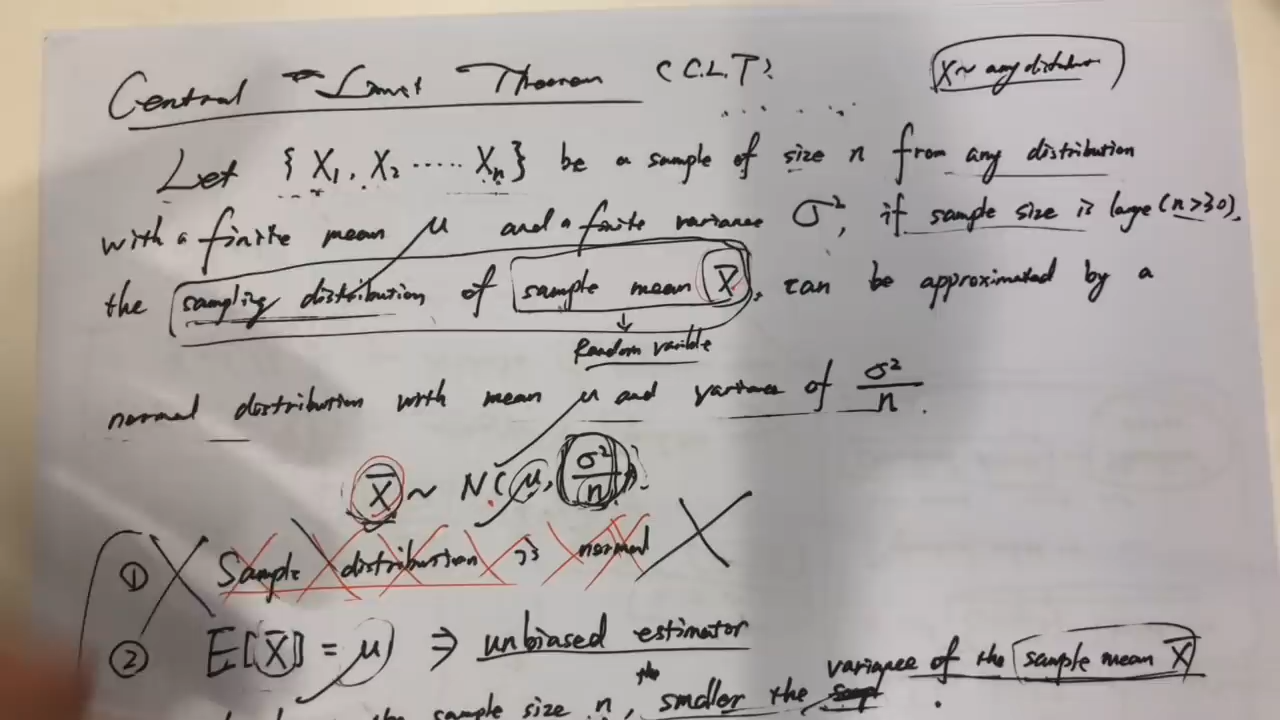 Central Limit Theorem (C.L.T)
X ~ any distribution
Let { X₁, X₂ ..... Xₙ } be a sample of size n from any distribution
with a finite mean μ and a finite variance σ², if sample size is large (n>30),
the sampling distribution of sample mean X̄, can be approximated by a
↓
Random varible
normal distribution with mean μ and variance of σ²/n.
X̄ ~ N(μ, σ²/n).
① Sample distribution is normal
② E[X̄] = μ ⇒ unbiased estimator
the sample size n, the smaller the variance of the sample mean X̄.